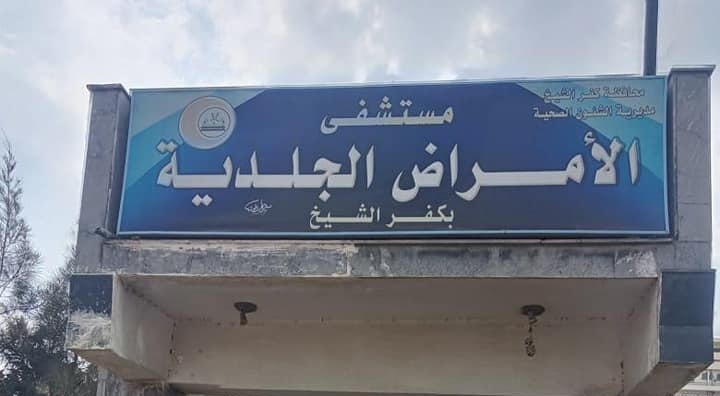 محافظة كفر الشيخ
مديرية الشئون الصحية
مستشفى
الأمراض الجلدية
بكفر الشيخ